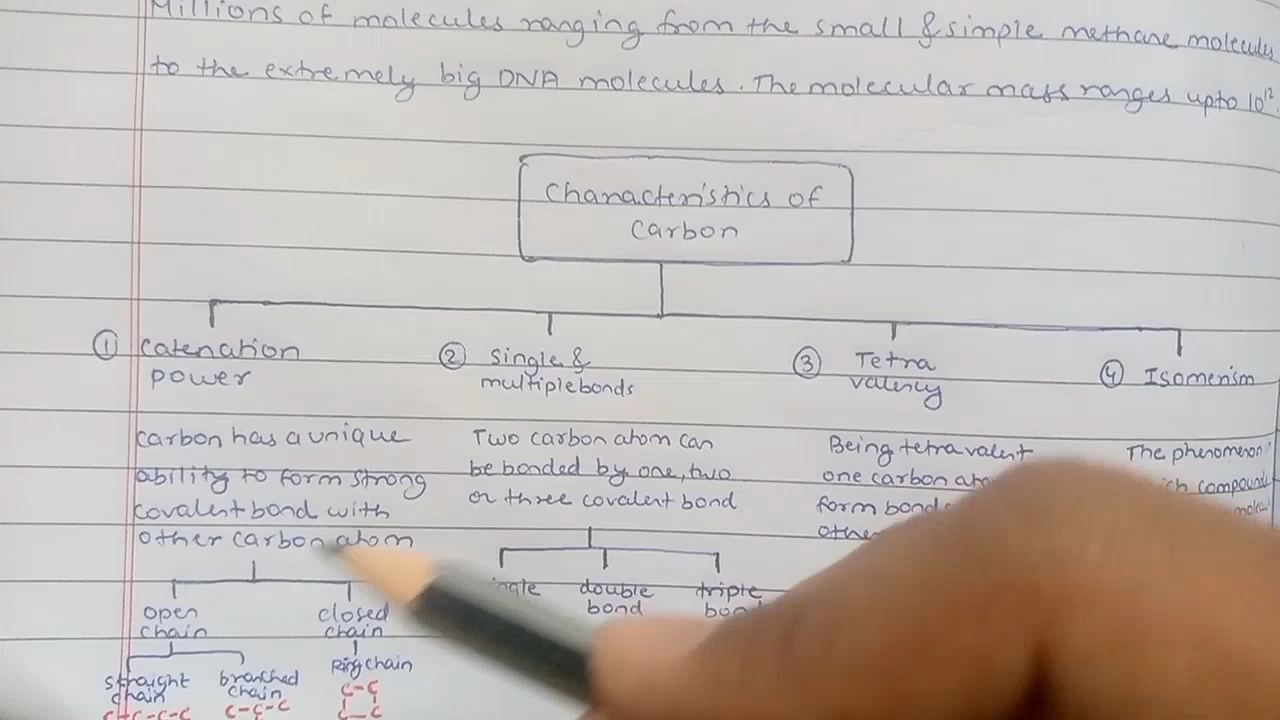 Millions of molecules ranging from the small & simple methane molecules
to the extremely big DNA molecules. The molecular mass ranges upto 10¹².
Characteristics of
Carbon
① Catenation
power
Carbon has a unique
ability to form strong
covalent bond with
other carbon atom
open
chain
closed
chain
straight
chain
branched
chain
Ring chain
C-C-C-C
C-C-C
C-C
C-C
② Single &
multiple bonds
Two carbon atom can
be bonded by one, two
or three covalent bond
double
bond
triple
③ Tetra
valency
Being tetravalent
one carbon
form bond
④ Isomerism
The phenomenon